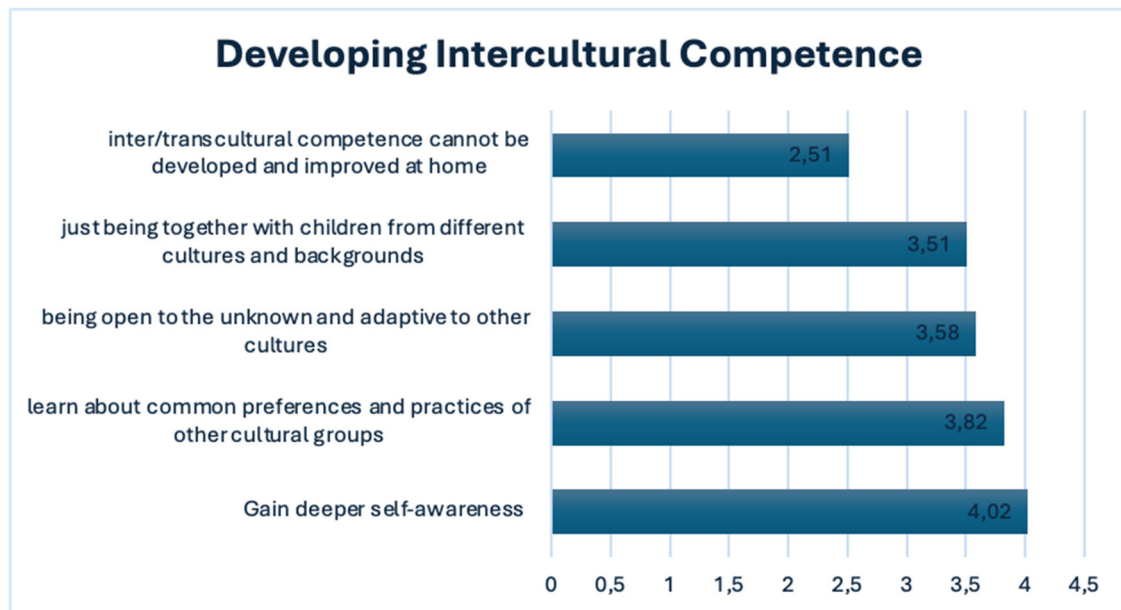 Developing Intercultural Competence
inter/transcultural competence cannot be
developed and improved at home
2,51
just being together with children from different
cultures and backgrounds
3,51
being open to the unknown and adaptive to other
cultures
3,58
learn about common preferences and practices of
other cultural groups
3,82
Gain deeper self-awareness
4,02
0 0,5 1 1,5 2 2,5 3 3,5 4 4,5